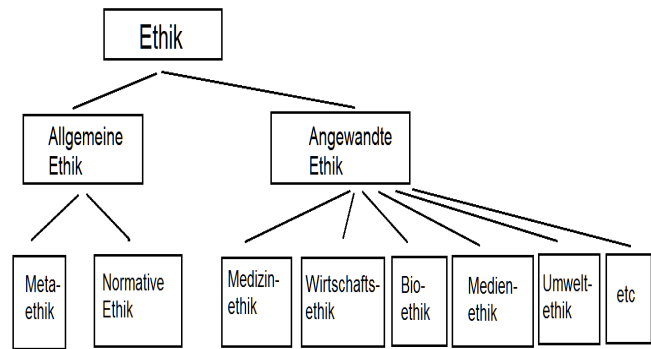 Ethik
Allgemeine
Ethik
Angewandte
Ethik
Meta-
ethik
Normative
Ethik
Medizin-
ethik
Wirtschafts-
ethik
Bio-
ethik
Medien-
ethik
Umwelt-
ethik
etc